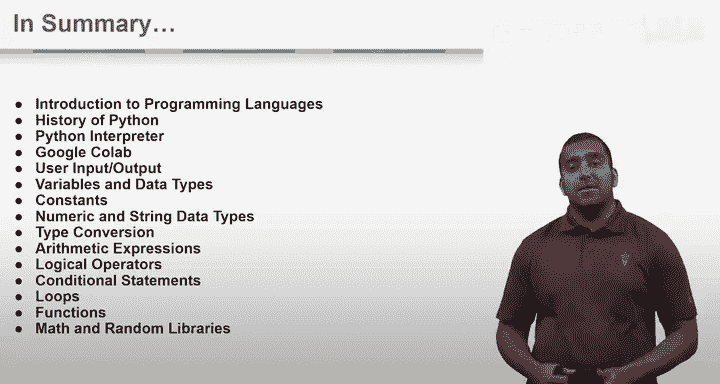 In Summary...
● Introduction to Programming Languages
● History of Python
● Python Interpreter
● Google Colab
● User Input/Output
● Variables and Data Types
● Constants
● Numeric and String Data Types
● Type Conversion
● Arithmetic Expressions
● Logical Operators
● Conditional Statements
● Loops
● Functions
● Math and Random Libraries